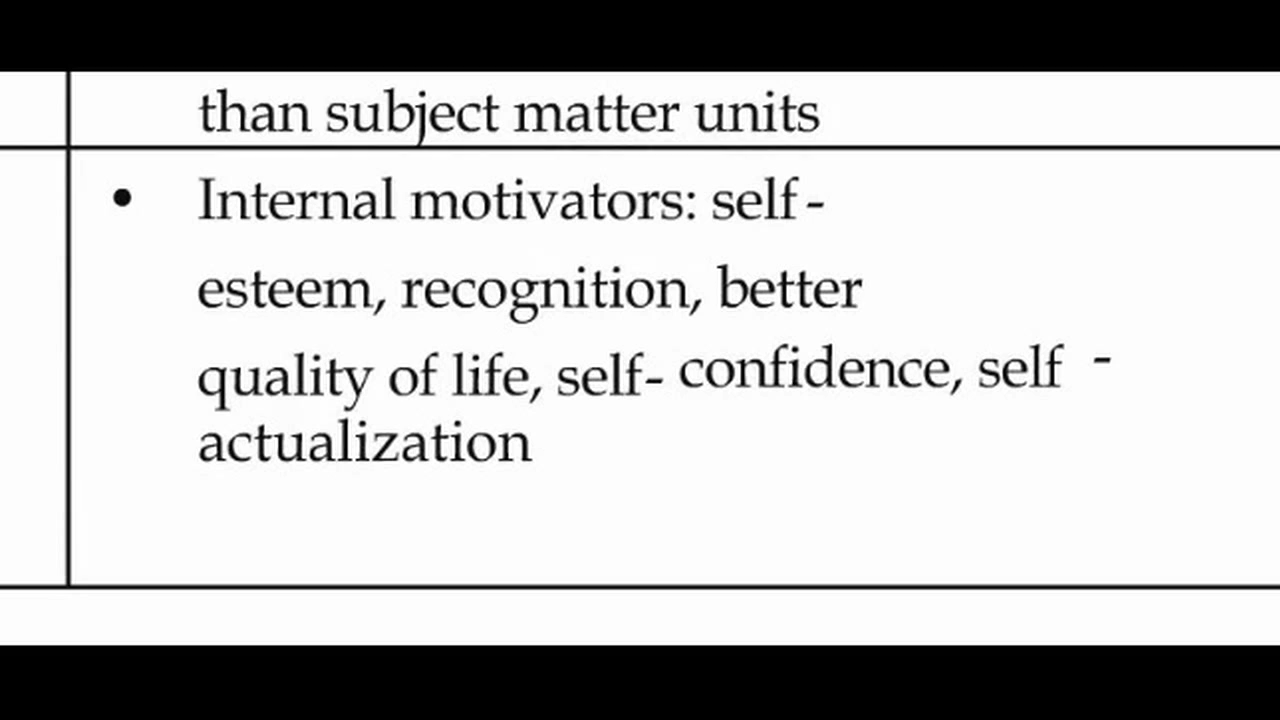 than subject matter units
• Internal motivators: self-
esteem, recognition, better
quality of life, self- confidence, self -
actualization